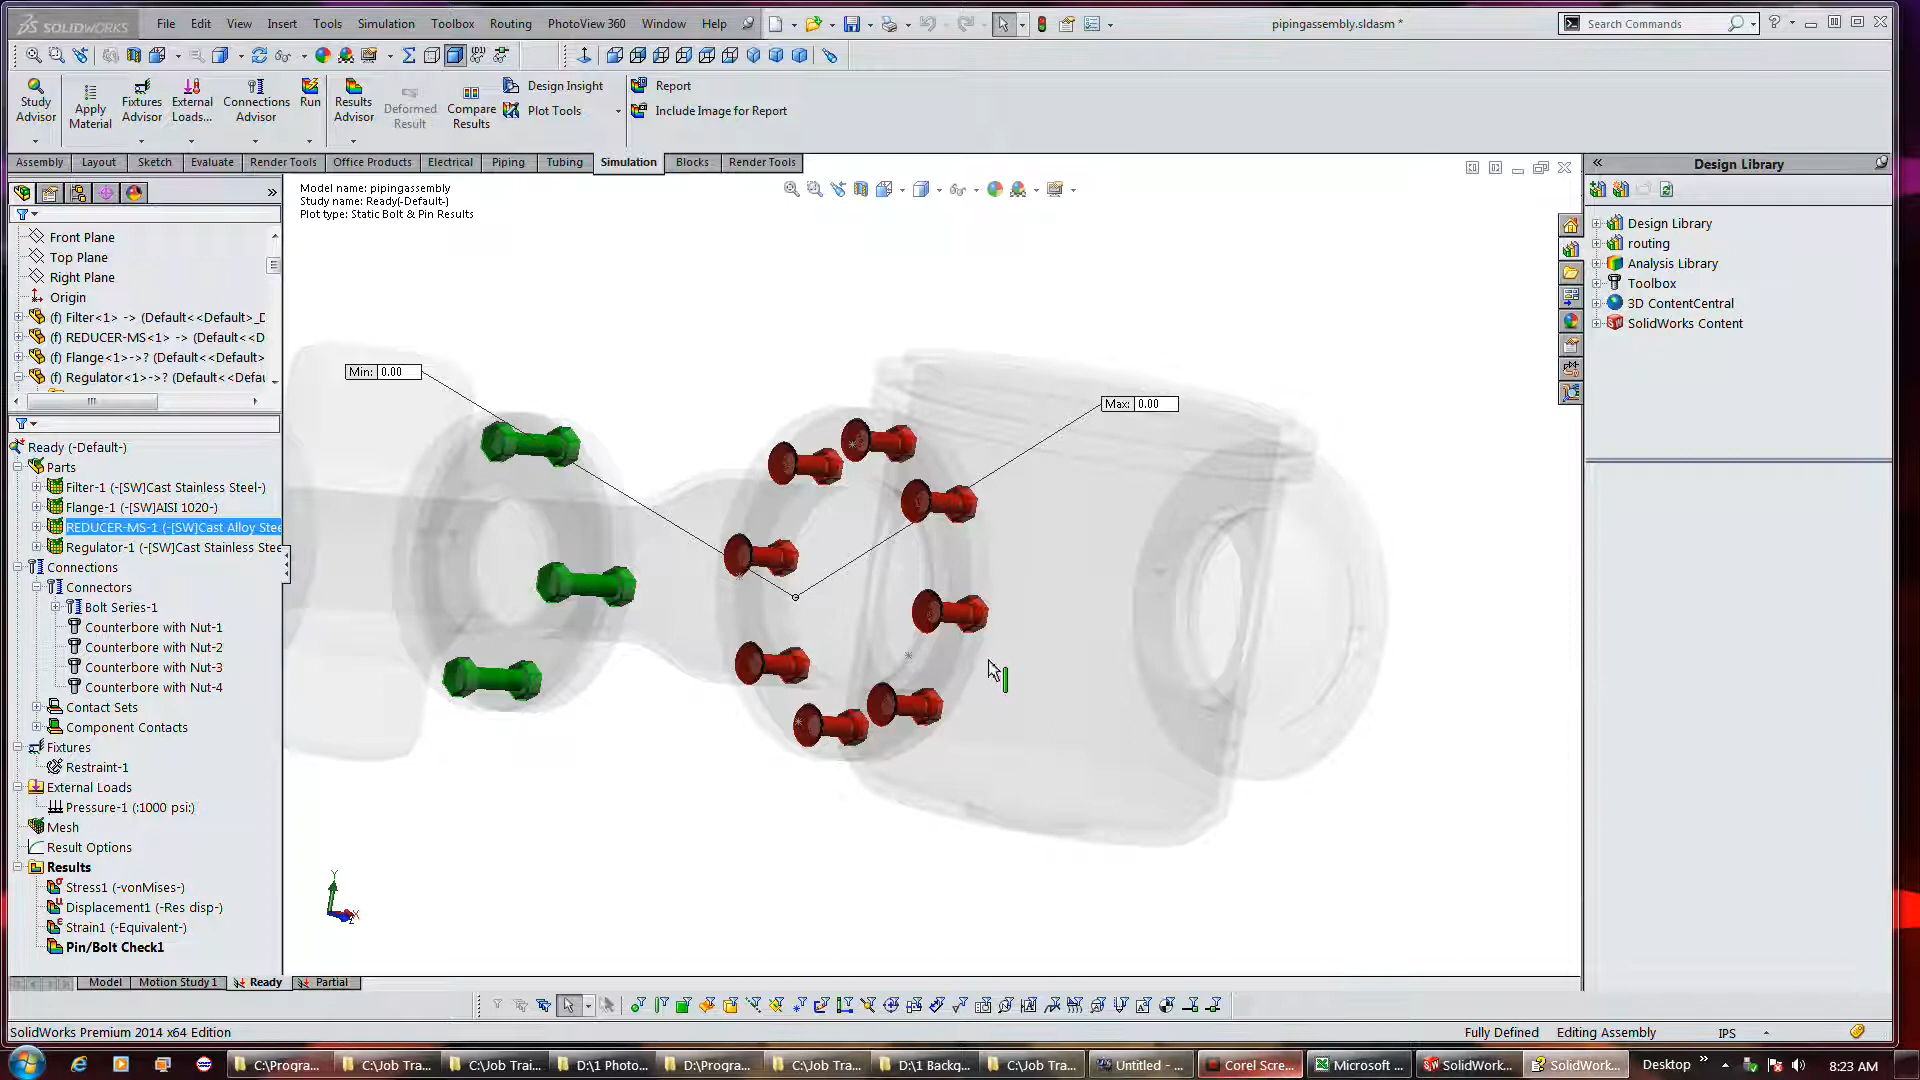 SOLIDWORKS
File Edit View Insert Tools Simulation Toolbox Routing PhotoView 360 Window Help
pipingassembly.sldasm *
Search Commands
Study Advisor
Apply Material
Fixtures Advisor
External Loads...
Connections Advisor
Run
Results Advisor
Deformed Result
Compare Results
Design Insight
Plot Tools
Report
Include Image for Report
Assembly Layout Sketch Evaluate Render Tools Office Products Electrical Piping Tubing Simulation Blocks Render Tools
Design Library
Front Plane
Top Plane
Right Plane
Origin
(f) Filter<1> -> (Default<<Default>_D
(f) REDUCER-MS<1> -> (Default<<D
(f) Flange<1>->? (Default<<Default>
(f) Regulator<1>->? (Default<<Defau
Ready (-Default-)
Parts
Filter-1 (-[SW]Cast Stainless Steel-)
Flange-1 (-[SW]AISI 1020-)
REDUCER-MS-1 (-[SW]Cast Alloy Stee
Regulator-1 (-[SW]Cast Stainless Stee
Connections
Connectors
Bolt Series-1
Counterbore with Nut-1
Counterbore with Nut-2
Counterbore with Nut-3
Counterbore with Nut-4
Contact Sets
Component Contacts
Fixtures
Restraint-1
External Loads
Pressure-1 (:1000 psi:)
Mesh
Result Options
Results
Stress1 (-vonMises-)
Displacement1 (-Res disp-)
Strain1 (-Equivalent-)
Pin/Bolt Check1
Model name: pipingassembly
Study name: Ready(-Default-)
Plot type: Static Bolt & Pin Results
Min: 0.00
Max: 0.00
Y
X
Z
Design Library
routing
Analysis Library
Toolbox
3D ContentCentral
SolidWorks Content
Model Motion Study 1 Ready Partial
SolidWorks Premium 2014 x64 Edition
Fully Defined Editing Assembly IPS
C:\Progra... C:\Job Tra... C:\Job Trai... D:\1 Photo... D:\Progra... C:\Job Tra... D:\1 Backg... C:\Job Tra... Untitled - ... Corel Scre... Microsoft ... SolidWork... SolidWork... Desktop 8:23 AM